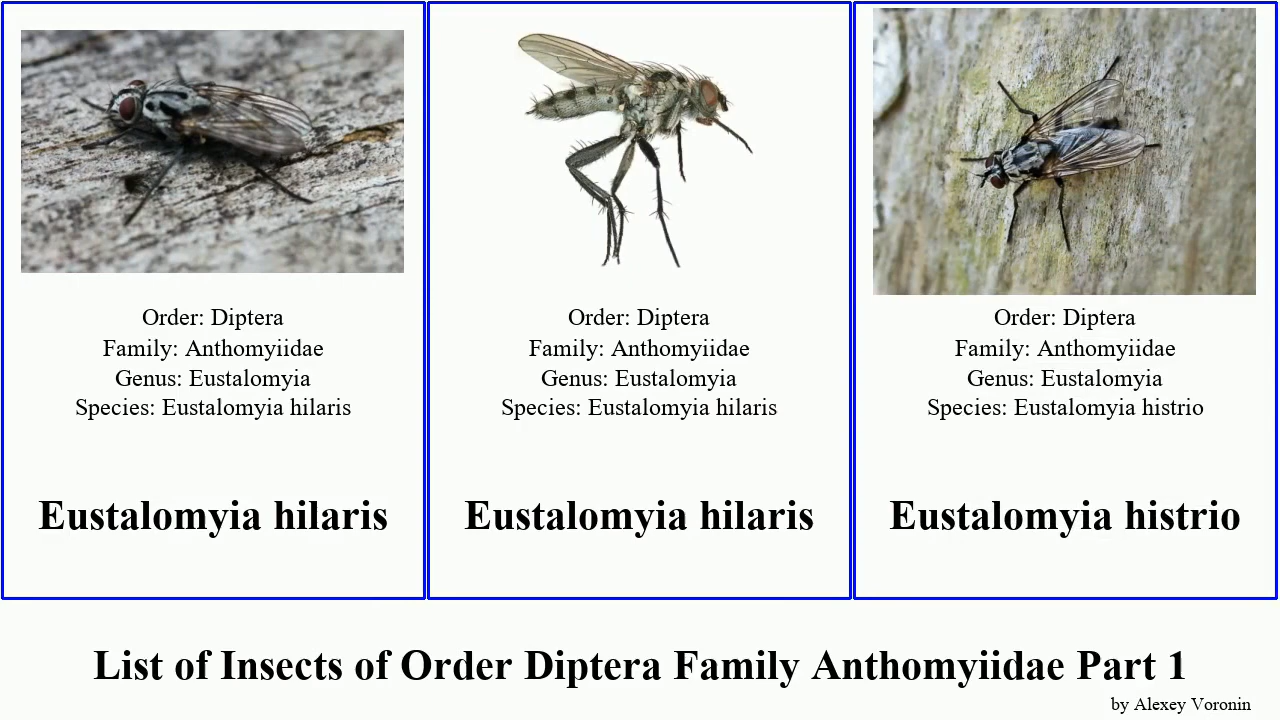 Order: Diptera
Family: Anthomyiidae
Genus: Eustalomyia
Species: Eustalomyia hilaris
Eustalomyia hilaris
Order: Diptera
Family: Anthomyiidae
Genus: Eustalomyia
Species: Eustalomyia hilaris
Eustalomyia hilaris
Order: Diptera
Family: Anthomyiidae
Genus: Eustalomyia
Species: Eustalomyia histrio
Eustalomyia histrio
List of Insects of Order Diptera Family Anthomyiidae Part 1
by Alexey Voronin